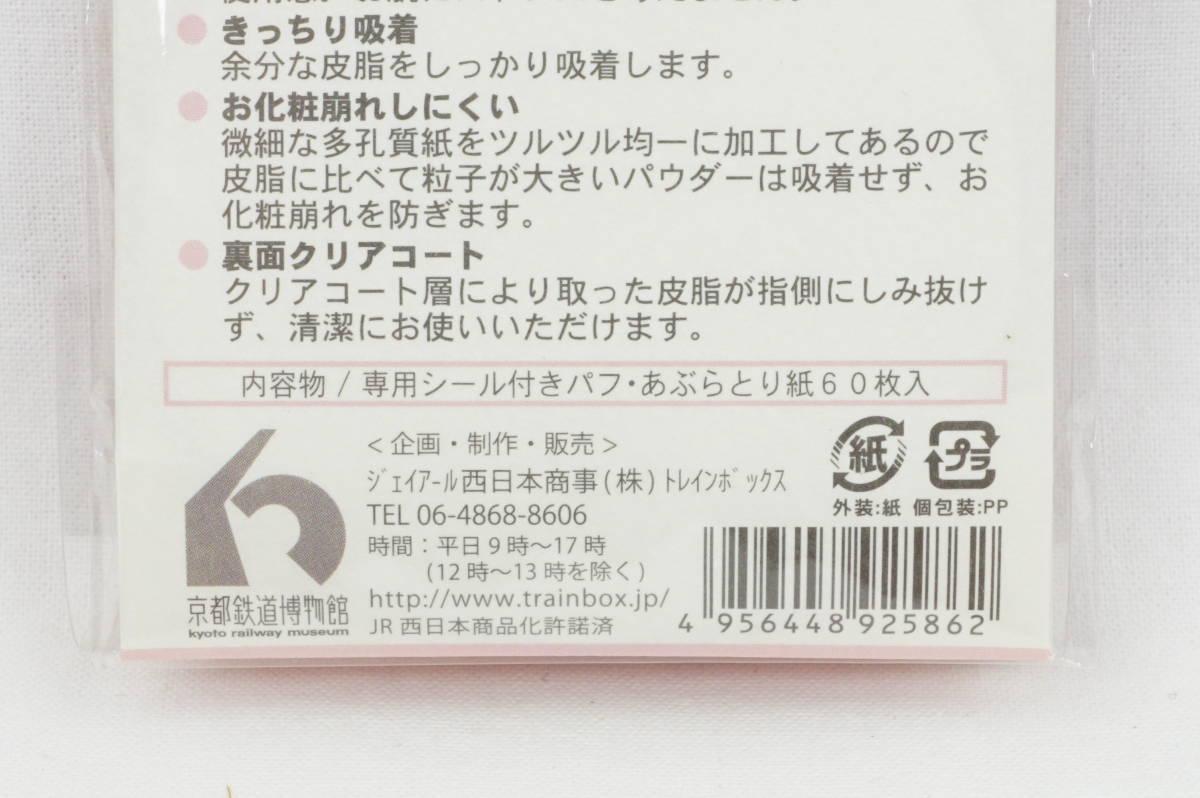 きっちり吸着
余分な皮脂をしっかり吸着します。
お化粧崩れしにくい
微細な多孔質紙をツルツル均一に加工してあるので
皮脂に比べて粒子が大きいパウダーは吸着せず、お
化粧崩れを防ぎます。
裏面クリアコート
クリアコート層により取った皮脂が指側にしみ抜け
ず、清潔にお使いいただけます。
内容物 / 専用シール付きパフ・あぶらとり紙６０枚入
京都鉄道博物館
kyoto railway museum
< 企画・制作・販売 >
ｼﾞｪｲｱｰﾙ西日本商事(株) ﾄﾚｲﾝﾎﾞｯｸｽ
TEL 06-4868-8606
時間：平日９時～17時
(12時～13時を除く)
http://www.trainbox.jp/
JR西日本商品化許諾済
紙
プラ
外装:紙 個包装:PP
4 956448 925862